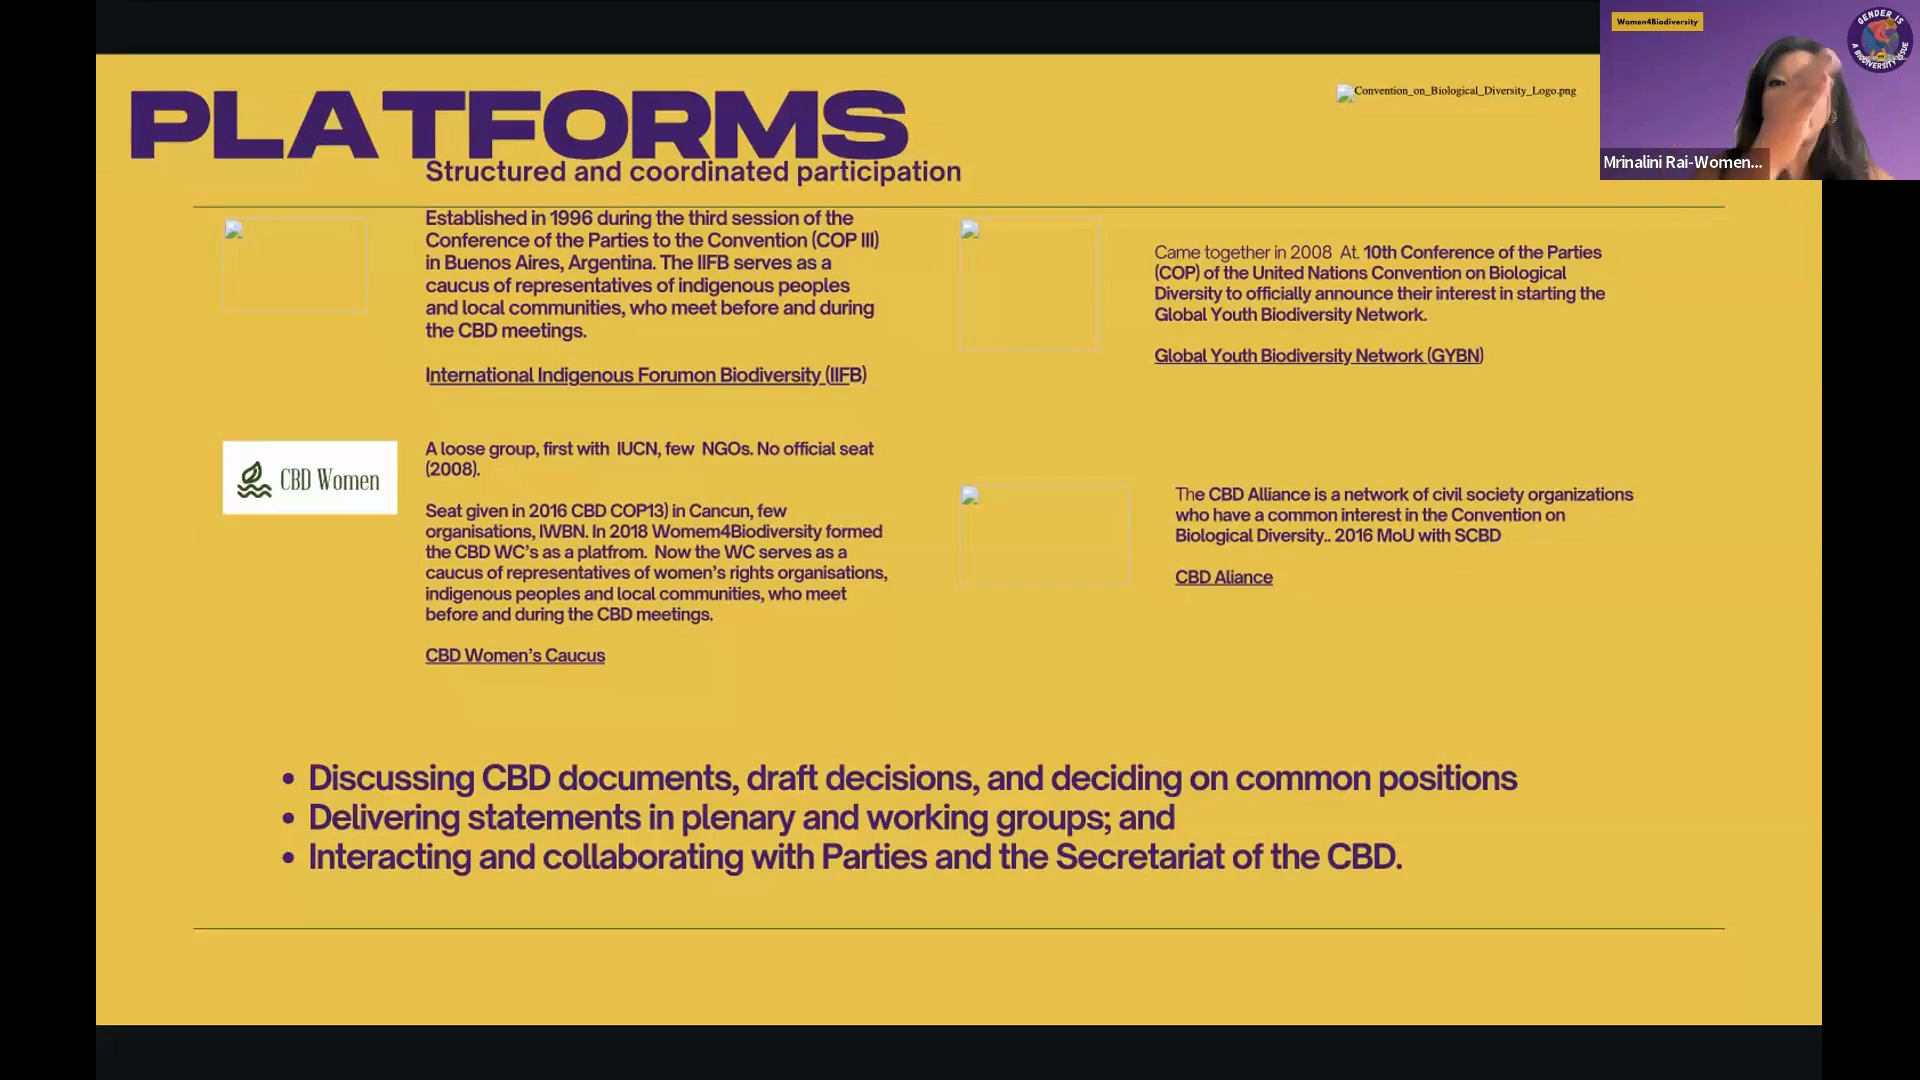 Women4Biodiversity
GENDER IS
A BIODIVERSITY ISSUE
Mrinalini Rai-Women...
PLATFORMS
Structured and coordinated participation
Convention_on_Biological_Diversity_Logo.png
Established in 1996 during the third session of the
Conference of the Parties to the Convention (COP III)
in Buenos Aires, Argentina. The IIFB serves as a
caucus of representatives of indigenous peoples
and local communities, who meet before and during
the CBD meetings.
International Indigenous Forumon Biodiversity (IIFB)
Came together in 2008 At. 10th Conference of the Parties
(COP) of the United Nations Convention on Biological
Diversity to officially announce their interest in starting the
Global Youth Biodiversity Network.
Global Youth Biodiversity Network (GYBN)
CBD Women
A loose group, first with IUCN, few NGOs. No official seat
(2008).
Seat given in 2016 CBD COP13) in Cancun, few
organisations, IWBN. In 2018 Womem4Biodiversity formed
the CBD WC's as a platfrom. Now the WC serves as a
caucus of representatives of women's rights organisations,
indigenous peoples and local communities, who meet
before and during the CBD meetings.
CBD Women's Caucus
The CBD Alliance is a network of civil society organizations
who have a common interest in the Convention on
Biological Diversity.. 2016 MoU with SCBD
CBD Aliance
• Discussing CBD documents, draft decisions, and deciding on common positions
• Delivering statements in plenary and working groups; and
• Interacting and collaborating with Parties and the Secretariat of the CBD.